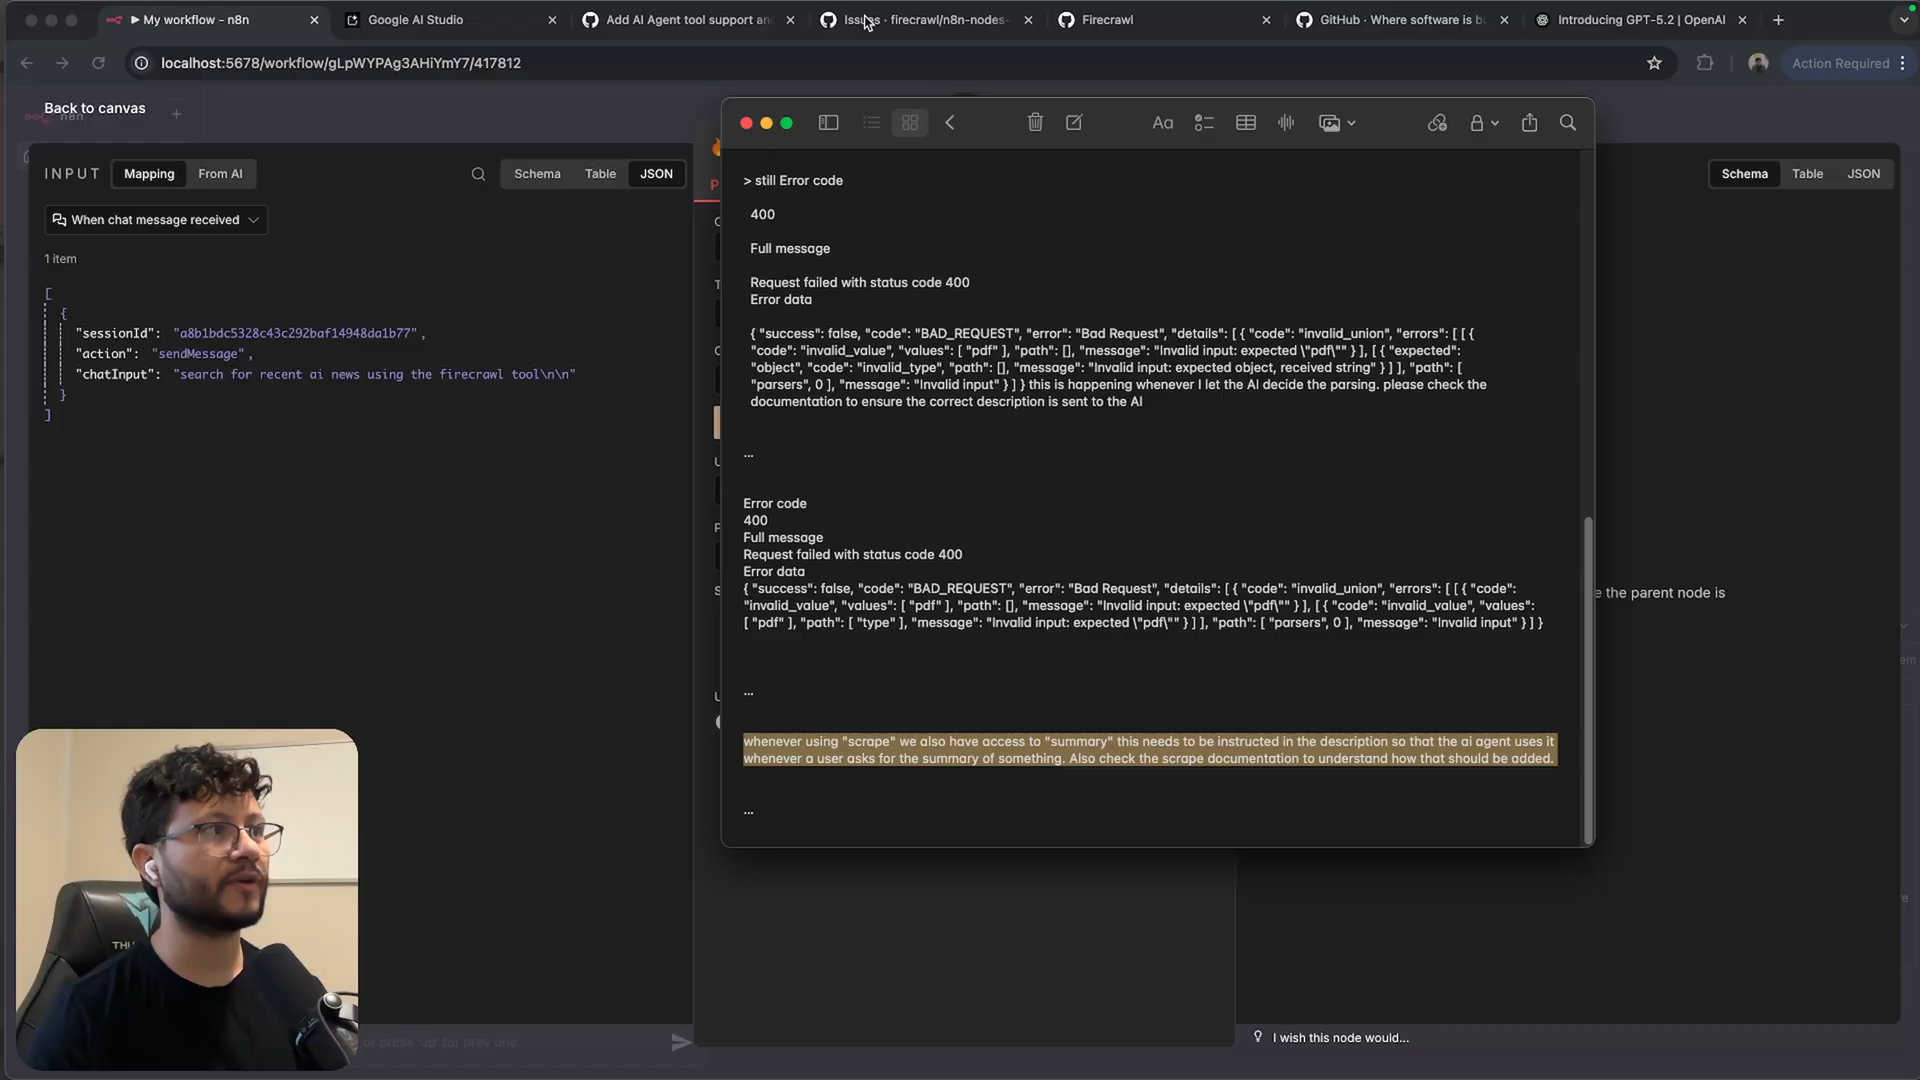 My workflow - n8n
Google AI Studio
Add AI Agent tool support an
Issues · firecrawl/n8n-nodes-
Firecrawl
GitHub · Where software is b
Introducing GPT-5.2 | OpenAI
localhost:5678/workflow/gLpWYPAg3AHiYmY7/417812
Action Required
Back to canvas
n8n
INPUT
Mapping
From AI
Schema
Table
JSON
When chat message received
1 item
[
{
"sessionId": "a8b1bdc5328c43c292baf14948da1b77",
"action": "sendMessage",
"chatInput": "search for recent ai news using the firecrawl tool\n\n"
}
]
Aa
> still Error code
400
Full message
Request failed with status code 400
Error data
{ "success": false, "code": "BAD_REQUEST", "error": "Bad Request", "details": [ { "code": "invalid_union", "errors": [ [ {
"code": "invalid_value", "values": [ "pdf" ], "path": [], "message": "Invalid input: expected \"pdf\"" } ], [ { "expected":
"object", "code": "invalid_type", "path": [], "message": "Invalid input: expected object, received string" } ] ], "path": [
"parsers", 0 ], "message": "Invalid input" } ] } this is happening whenever I let the AI decide the parsing. please check the
documentation to ensure the correct description is sent to the AI
...
Error code
400
Full message
Request failed with status code 400
Error data
{ "success": false, "code": "BAD_REQUEST", "error": "Bad Request", "details": [ { "code": "invalid_union", "errors": [ [ { "code":
"invalid_value", "values": [ "pdf" ], "path": [], "message": "Invalid input: expected \"pdf\"" } ], [ { "code": "invalid_value", "values":
[ "pdf" ], "path": [ "type" ], "message": "Invalid input: expected \"pdf\"" } ] ], "path": [ "parsers", 0 ], "message": "Invalid input" } ] }
...
whenever using "scrape" we also have access to "summary" this needs to be instructed in the description so that the ai agent uses it
whenever a user asks for the summary of something. Also check the scrape documentation to understand how that should be added.
...
Schema
Table
JSON
e the parent node is
or press 'up' for prev one
I wish this node would...